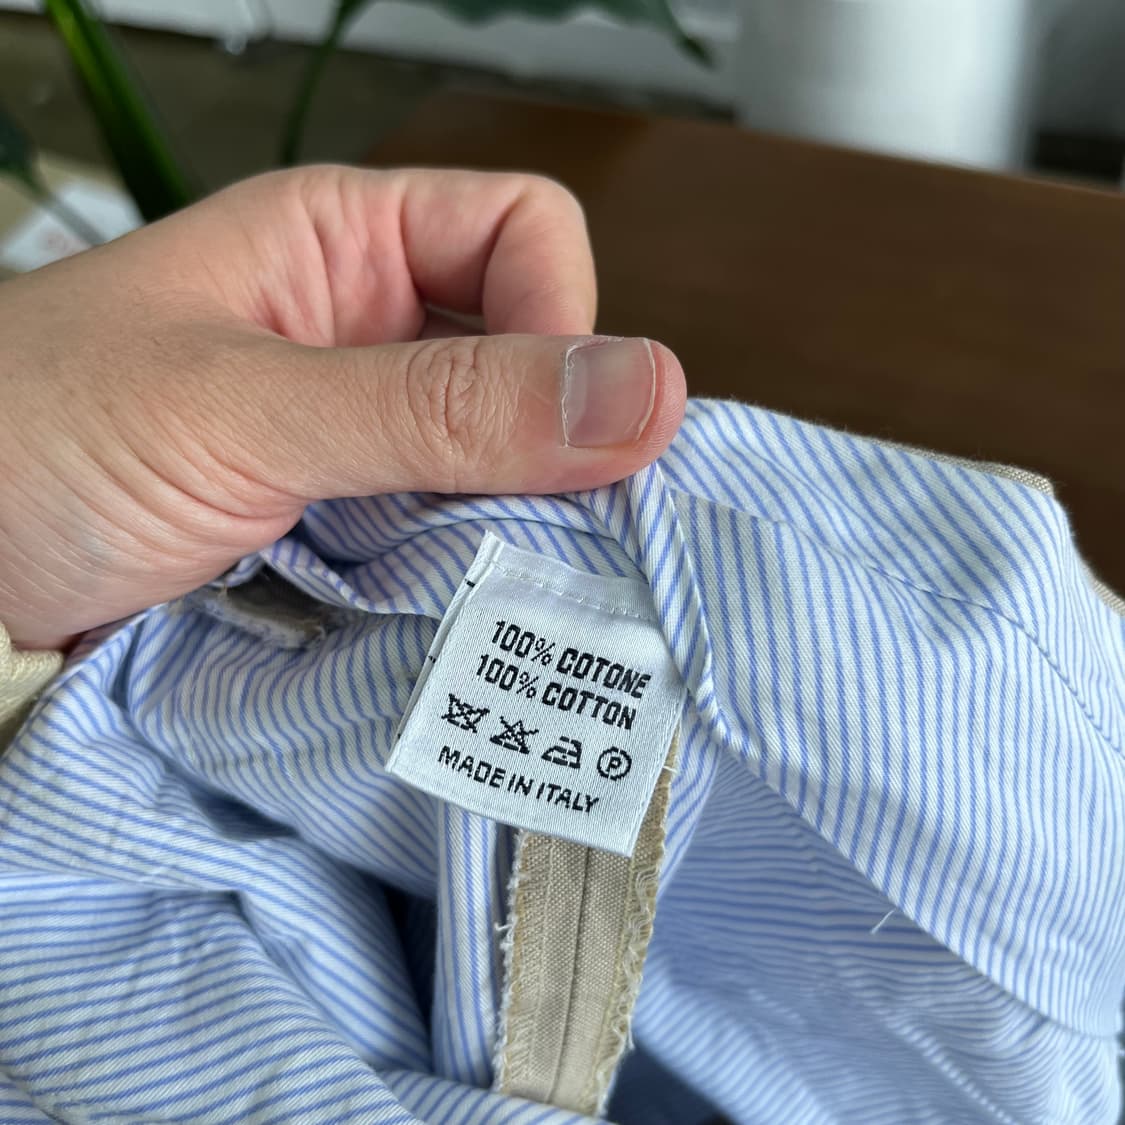 100% COTONE
100% COTTON
P
MADE IN ITALY